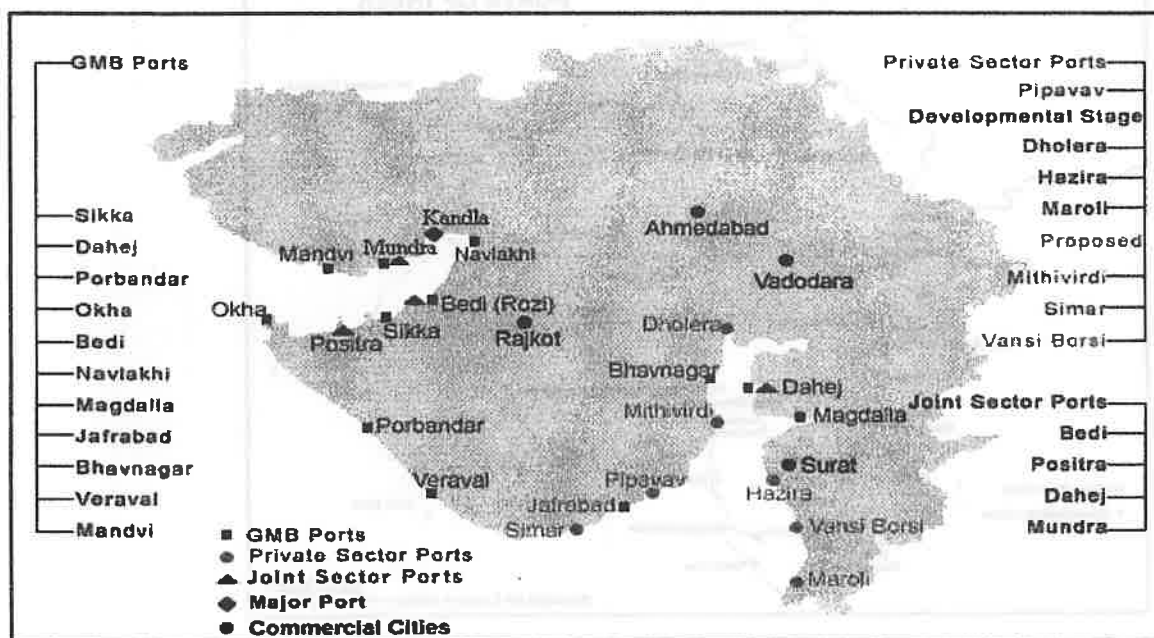 GMB Ports
Sikka
Dahej
Porbandar
Okha
Bedi
Navlakhi
Magdalla
Jafrabad
Bhavnagar
Veraval
Mandvi
Kandla
Mundra
Mandvi
Navlakhi
Okha
Bedi (Rozi)
Sikka
Positra
Rajkot
Ahmedabad
Vadodara
Dholera
Bhavnagar
Dahej
Mithivirdi
Magdalla
Porbandar
Veraval
Pipavav
Jafrabad
Simar
Surat
Hazira
Vansi Borsi
Maroli
GMB Ports
Private Sector Ports
Joint Sector Ports
Major Port
Commercial Cities
Private Sector Ports
Pipavav
Developmental Stage
Dholera
Hazira
Maroli
Proposed
Mithivirdi
Simar
Vansi Borsi
Joint Sector Ports
Bedi
Positra
Dahej
Mundra